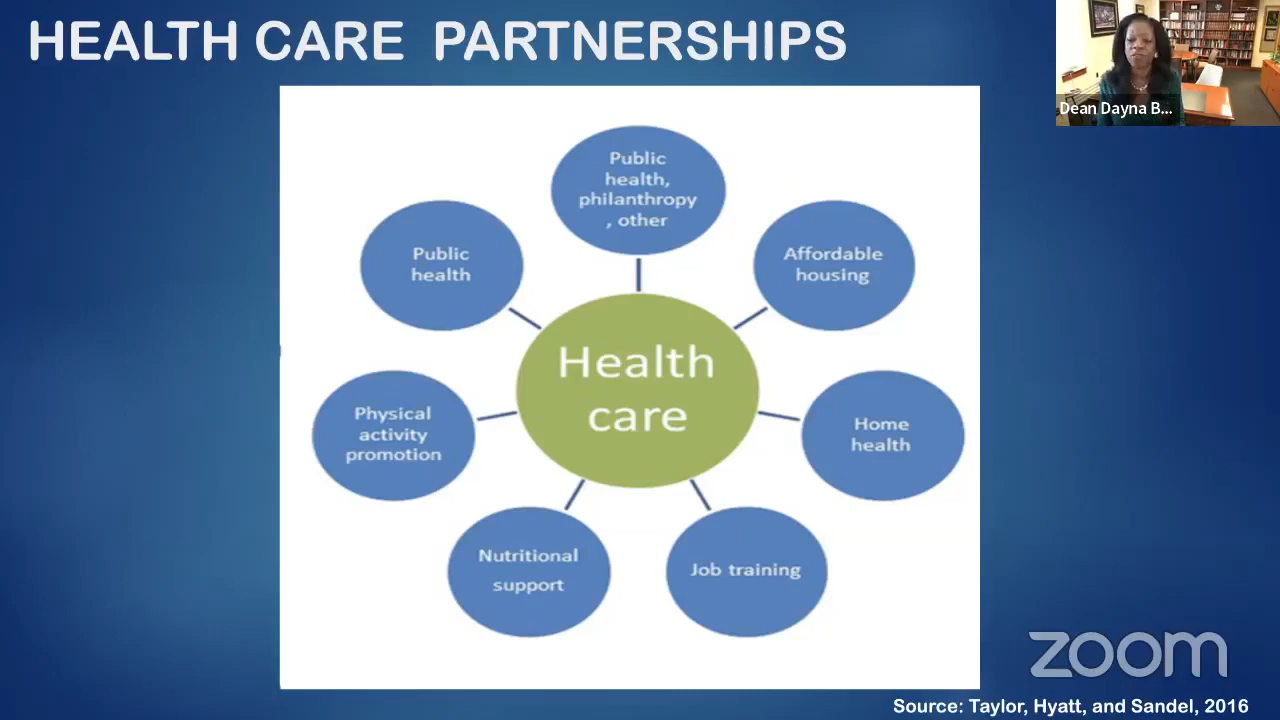 HEALTH CARE PARTNERSHIPS
Dean Dayna B...
Public
health,
philanthropy
, other
Public
health
Affordable
housing
Health
care
Physical
activity
promotion
Home
health
Nutritional
support
Job training
zoom
Source: Taylor, Hyatt, and Sandel, 2016